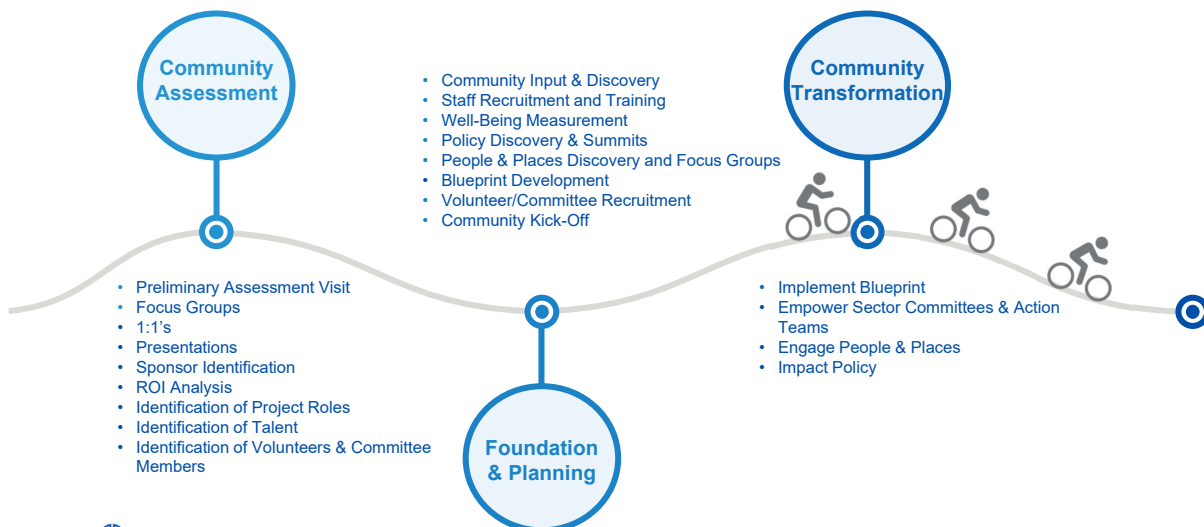 Community
Assessment
• Preliminary Assessment Visit
• Focus Groups
• 1:1’s
• Presentations
• Sponsor Identification
• ROI Analysis
• Identification of Project Roles
• Identification of Talent
• Identification of Volunteers & Committee
Members
• Community Input & Discovery
• Staff Recruitment and Training
• Well-Being Measurement
• Policy Discovery & Summits
• People & Places Discovery and Focus Groups
• Blueprint Development
• Volunteer/Committee Recruitment
• Community Kick-Off
Foundation
& Planning
Community
Transformation
• Implement Blueprint
• Empower Sector Committees & Action
Teams
• Engage People & Places
• Impact Policy